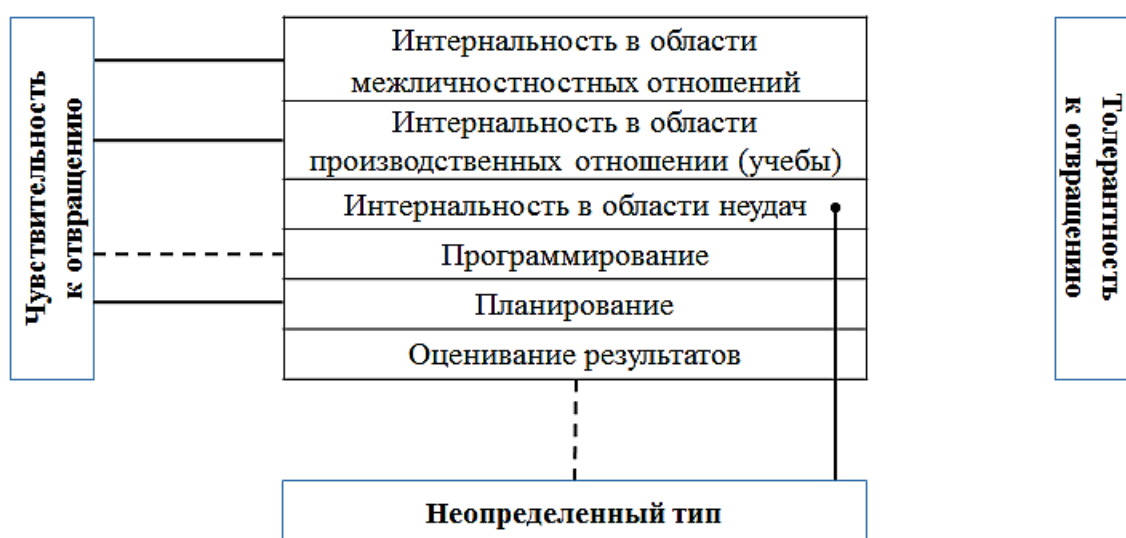 Чувствительность
к отвращению
Интернальность в области
межличностностных отношений
Интернальность в области
производственных отношении (учебы)
Интернальность в области неудач
Программирование
Планирование
Оценивание результатов
Толерантность
к отвращению
Неопределенный тип